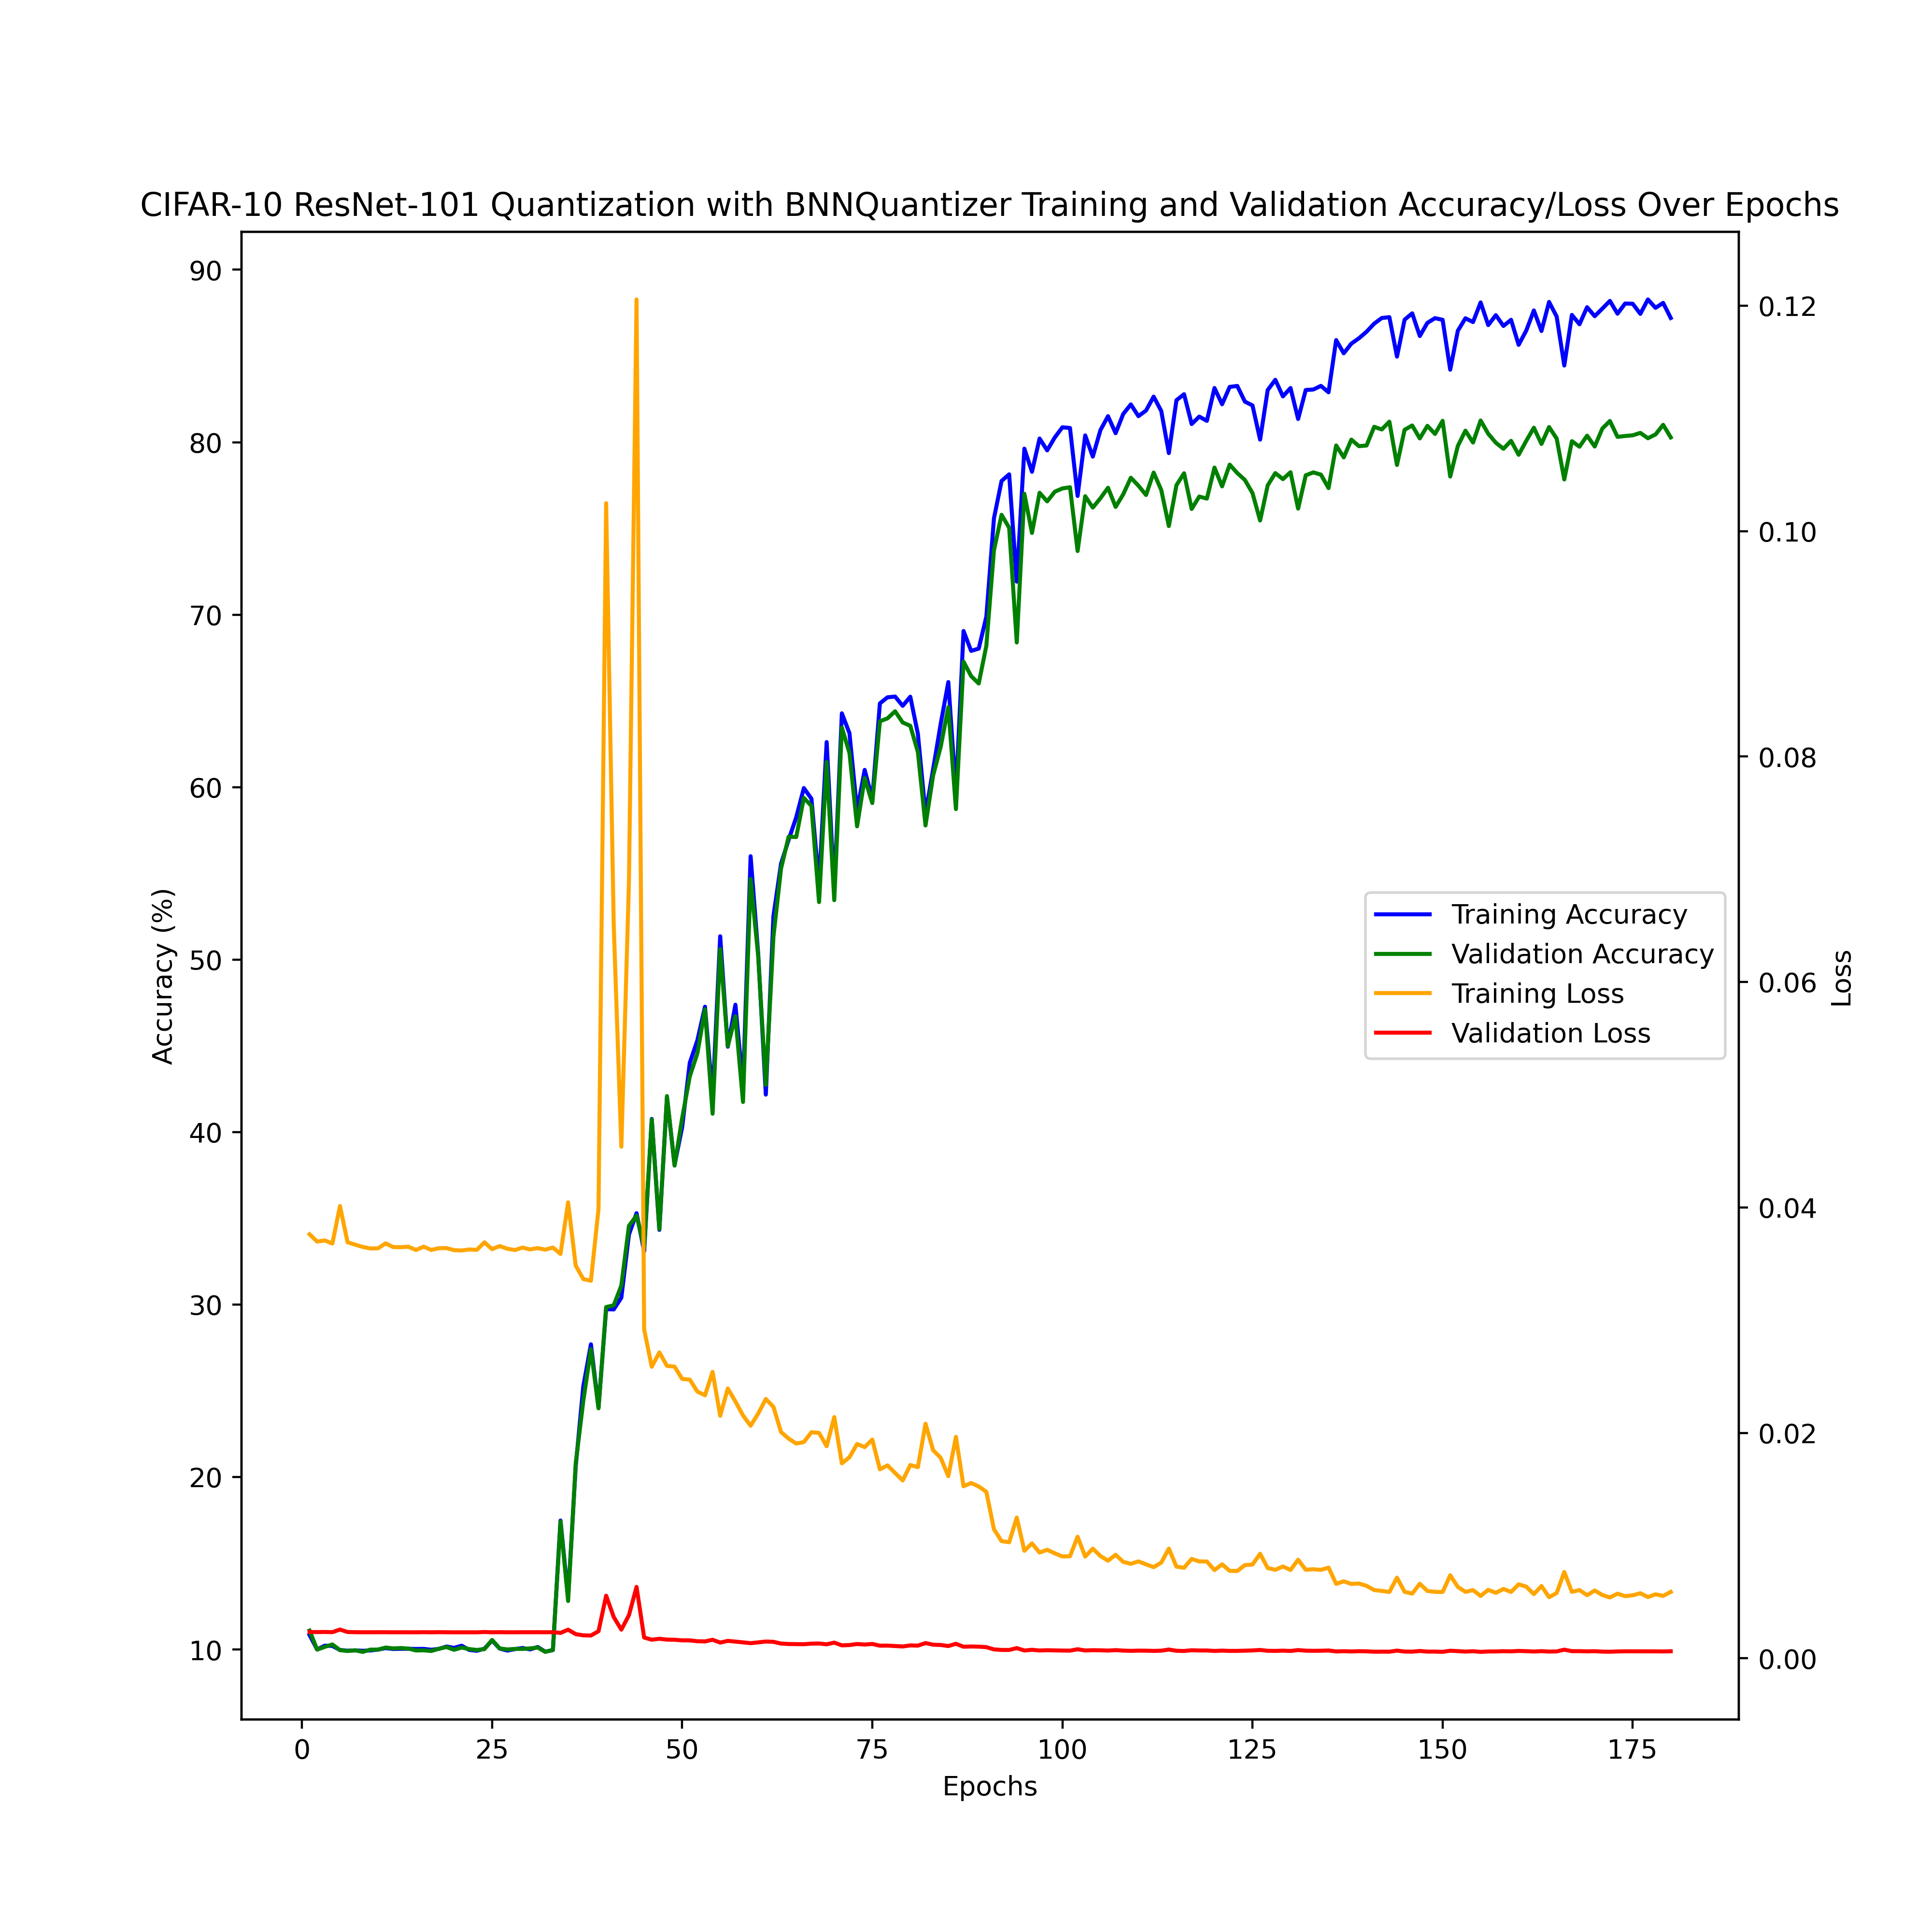 CIFAR-10 ResNet-101 Quantization with BNNQuantizer Training and Validation Accuracy/Loss Over Epochs
90
80
70
60
50
40
30
20
10
Accuracy (%)
0.12
0.10
0.08
0.06
0.04
0.02
0.00
Loss
Training Accuracy
Validation Accuracy
Training Loss
Validation Loss
0 25 50 75 100 125 150 175
Epochs